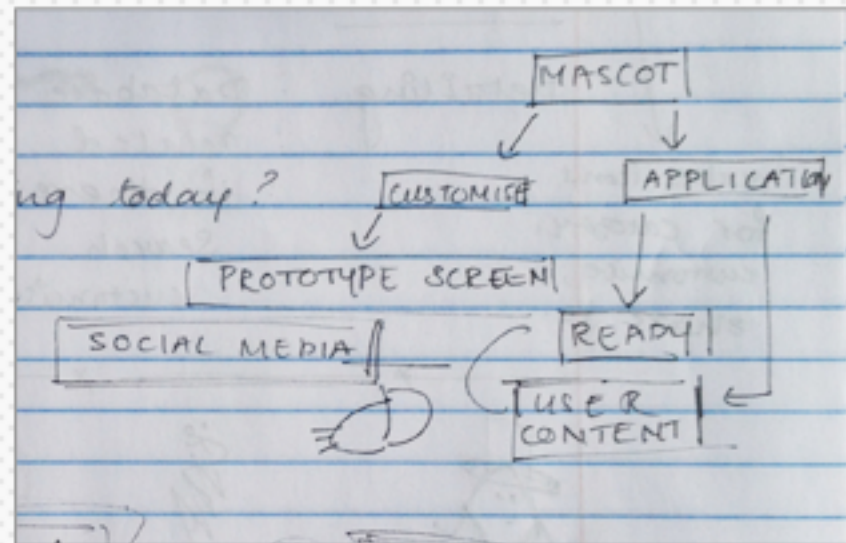 MASCOT
ng today?
CUSTOMISE
APPLICATION
PROTOTYPE SCREEN
SOCIAL MEDIA
READY
USER
CONTENT